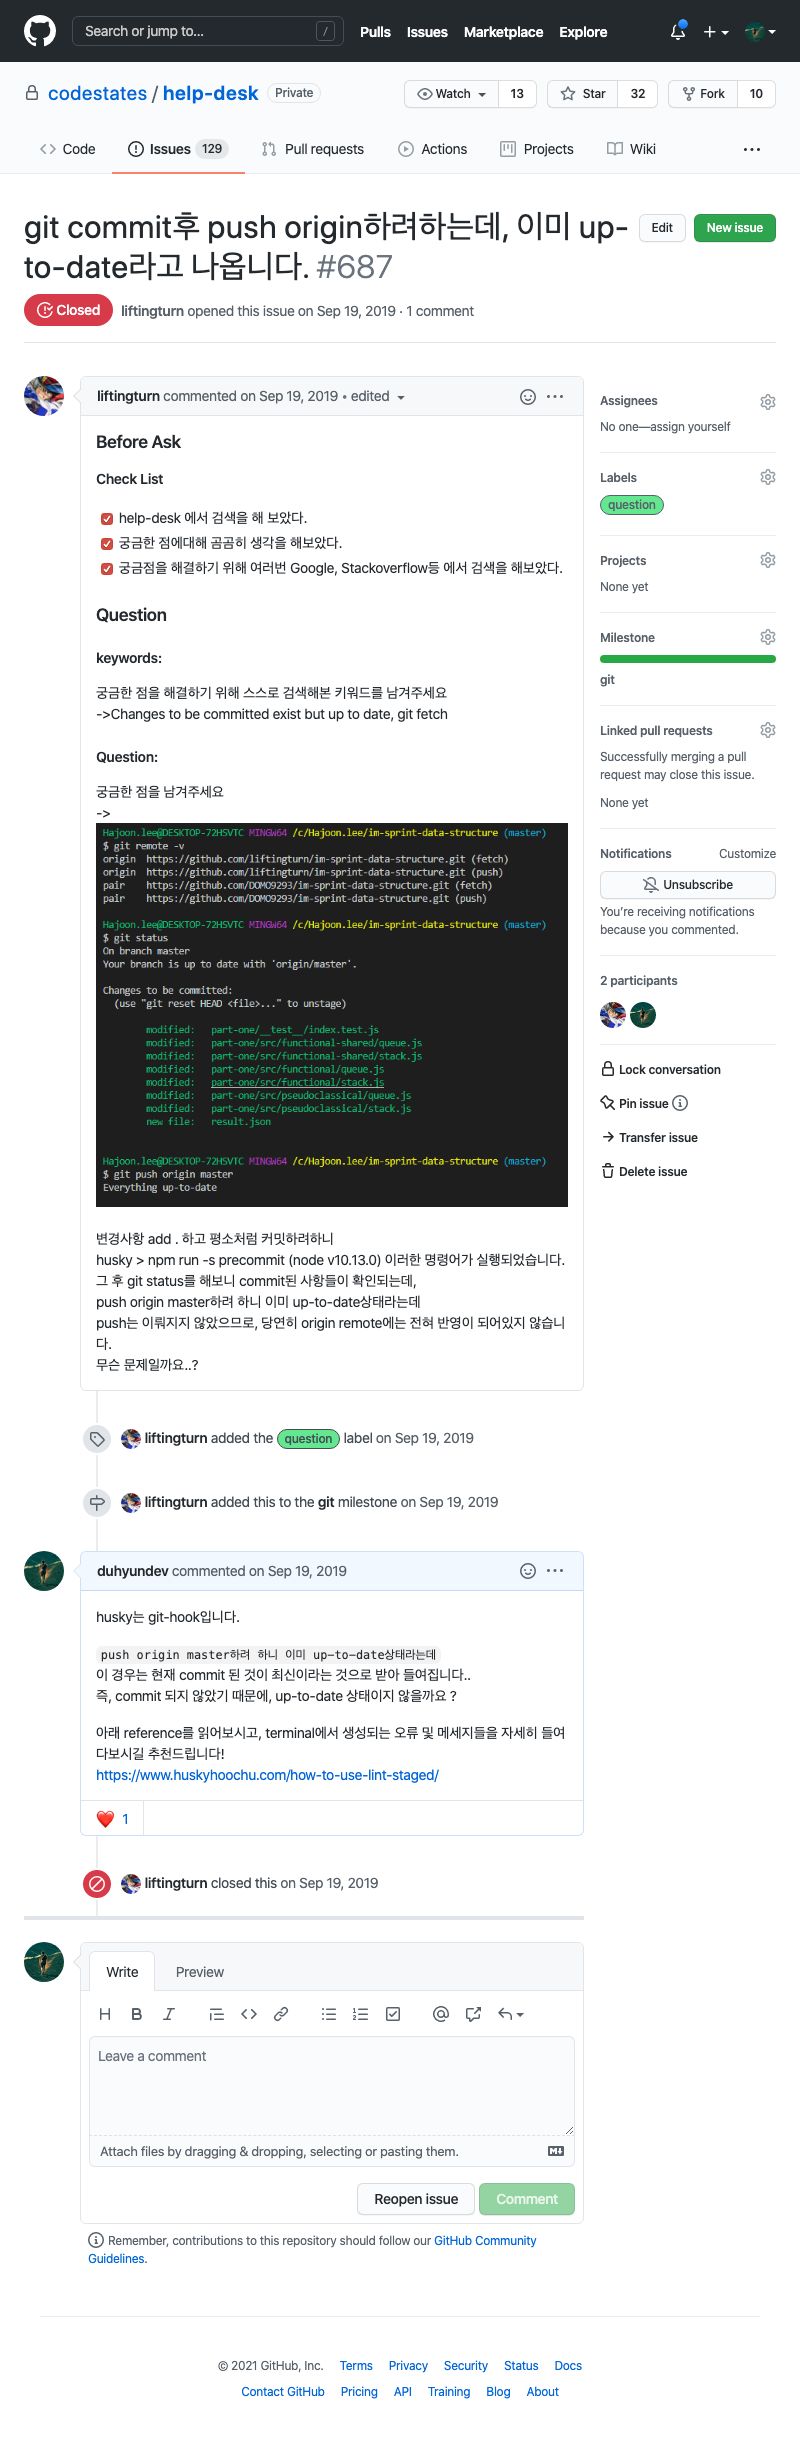 Search or jump to... /
Pulls Issues Marketplace Explore
codestates / help-desk Private
Watch 13 Star 32 Fork 10
Code Issues 129 Pull requests Actions Projects Wiki ...
git commit후 push origin하려하는데, 이미 up-
to-date라고 나옵니다. #687
Edit New issue
Closed liftingturn opened this issue on Sep 19, 2019 · 1 comment
liftingturn commented on Sep 19, 2019 • edited
Before Ask
Check List
help-desk 에서 검색을 해 보았다.
궁금한 점에대해 곰곰히 생각을 해보았다.
궁금점을 해결하기 위해 여러번 Google, Stackoverflow등 에서 검색을 해보았다.
Question
keywords:
궁금한 점을 해결하기 위해 스스로 검색해본 키워드를 남겨주세요
->Changes to be committed exist but up to date, git fetch
Question:
궁금한 점을 남겨주세요
->
Hajoon.lee@DESKTOP-72HSVTC MINGW64 /c/Hajoon.lee/im-sprint-data-structure (master)
$ git remote -v
origin https://github.com/liftingturn/im-sprint-data-structure.git (fetch)
origin https://github.com/liftingturn/im-sprint-data-structure.git (push)
pair https://github.com/DOMO9293/im-sprint-data-structure.git (fetch)
pair https://github.com/DOMO9293/im-sprint-data-structure.git (push)
Hajoon.lee@DESKTOP-72HSVTC MINGW64 /c/Hajoon.lee/im-sprint-data-structure (master)
$ git status
On branch master
Your branch is up to date with 'origin/master'.
Changes to be committed:
(use "git reset HEAD <file>..." to unstage)
modified: part-one/__test__/index.test.js
modified: part-one/src/functional-shared/queue.js
modified: part-one/src/functional-shared/stack.js
modified: part-one/src/functional/queue.js
modified: part-one/src/functional/stack.js
modified: part-one/src/pseudoclassical/queue.js
modified: part-one/src/pseudoclassical/stack.js
new file: result.json
Hajoon.lee@DESKTOP-72HSVTC MINGW64 /c/Hajoon.lee/im-sprint-data-structure (master)
$ git push origin master
Everything up-to-date
변경사항 add . 하고 평소처럼 커밋하려하니
husky > npm run -s precommit (node v10.13.0) 이러한 명령어가 실행되었습니다.
그 후 git status를 해보니 commit된 사항들이 확인되는데,
push origin master하려 하니 이미 up-to-date상태라는데
push는 이뤄지지 않았으므로, 당연히 origin remote에는 전혀 반영이 되어있지 않습니
다.
무슨 문제일까요..?
liftingturn added the question label on Sep 19, 2019
liftingturn added this to the git milestone on Sep 19, 2019
duhyundev commented on Sep 19, 2019
husky는 git-hook입니다.
push origin master하려 하니 이미 up-to-date상태라는데
이 경우는 현재 commit 된 것이 최신이라는 것으로 받아 들여집니다..
즉, commit 되지 않았기 때문에, up-to-date 상태이지 않을까요 ?
아래 reference를 읽어보시고, terminal에서 생성되는 오류 및 메세지들을 자세히 들여
다보시길 추천드립니다!
https://www.huskyhoochu.com/how-to-use-lint-staged/
❤️ 1
liftingturn closed this on Sep 19, 2019
Write Preview
H B I
Leave a comment
Attach files by dragging & dropping, selecting or pasting them.
Reopen issue Comment
Remember, contributions to this repository should follow our GitHub Community
Guidelines.
Assignees
No one—assign yourself
Labels
question
Projects
None yet
Milestone
git
Linked pull requests
Successfully merging a pull
request may close this issue.
None yet
Notifications Customize
Unsubscribe
You're receiving notifications
because you commented.
2 participants
Lock conversation
Pin issue
Transfer issue
Delete issue
© 2021 GitHub, Inc. Terms Privacy Security Status Docs
Contact GitHub Pricing API Training Blog About